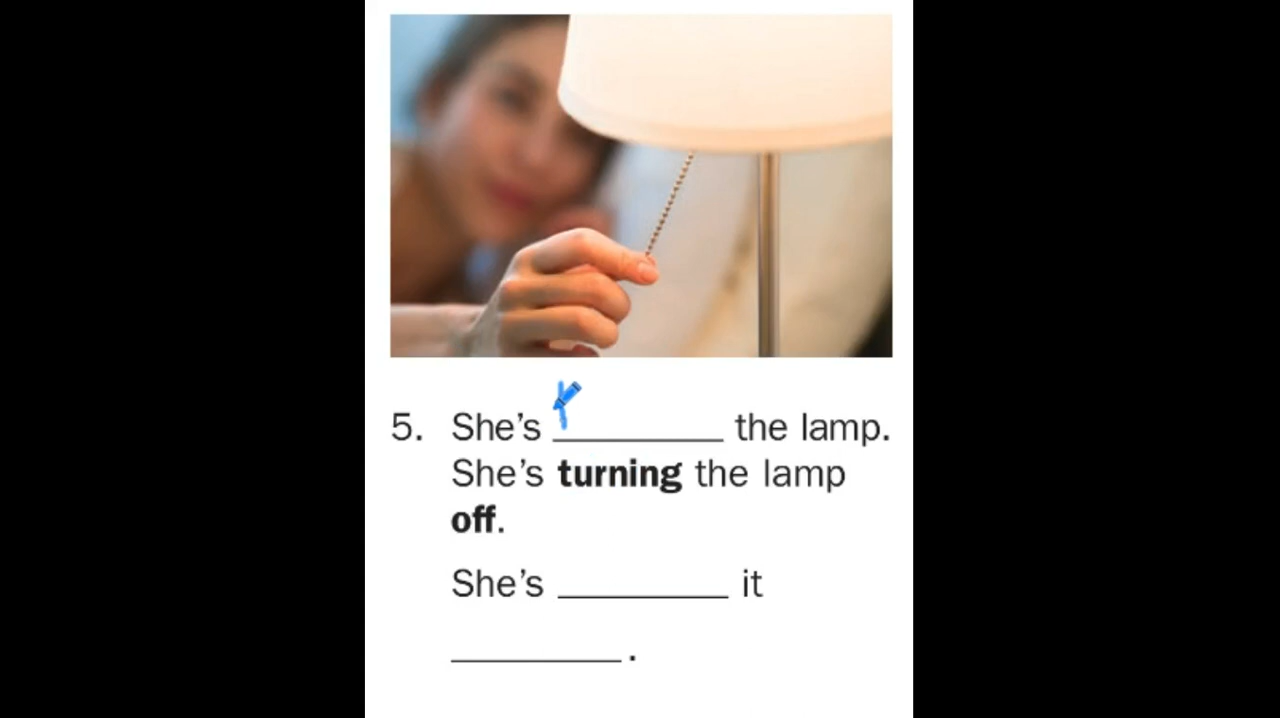 5. She's __________ the lamp.
She's turning the lamp
off.
She's __________ it
__________.